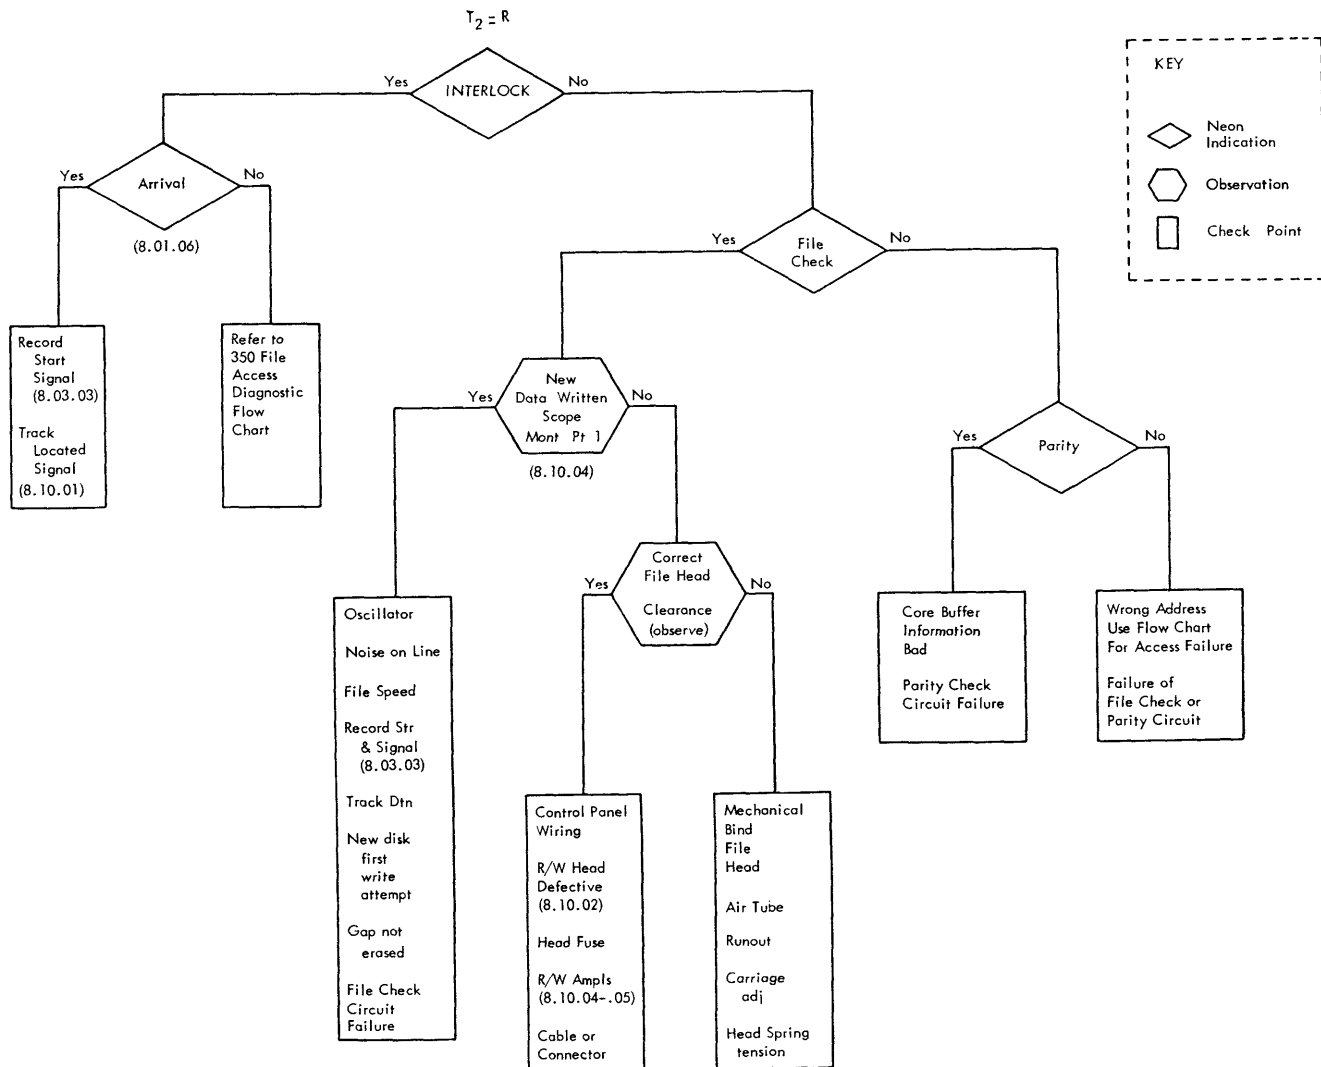 T2 = R
Yes
INTERLOCK
No
KEY
Neon
Indication
Observation
Check Point
Yes
Arrival
No
(8.01.06)
Yes
File
Check
No
Record
Start
Signal
(8.03.03)
Track
Located
Signal
(8.10.01)
Refer to
350 File
Access
Diagnostic
Flow
Chart
Yes
New
Data Written
Scope
Mont Pt 1
No
(8.10.04)
Yes
Parity
No
Yes
Correct
File Head
Clearance
(observe)
No
Oscillator
Noise on Line
File Speed
Record Str
& Signal
(8.03.03)
Track Dtn
New disk
first
write
attempt
Gap not
erased
File Check
Circuit
Failure
Control Panel
Wiring
R/W Head
Defective
(8.10.02)
Head Fuse
R/W Ampls
(8.10.04-.05)
Cable or
Connector
Mechanical
Bind
File
Head
Air Tube
Runout
Carriage
adj
Head Spring
tension
Core Buffer
Information
Bad
Parity Check
Circuit Failure
Wrong Address
Use Flow Chart
For Access Failure
Failure of
File Check or
Parity Circuit